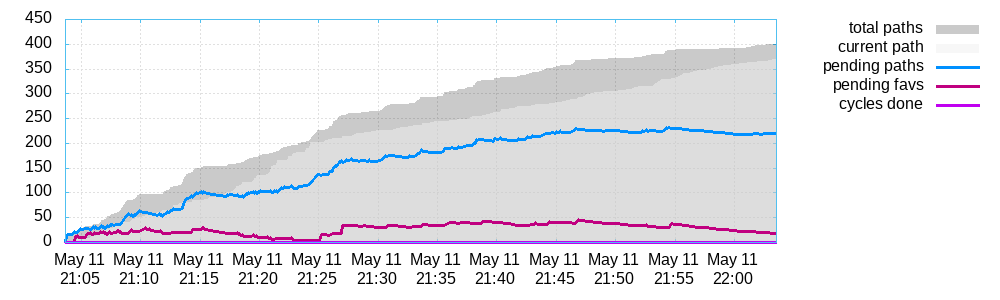 450
400
350
300
250
200
150
100
50
0
May 11 May 11 May 11 May 11 May 11 May 11 May 11 May 11 May 11 May 11 May 11 May 11
21:05 21:10 21:15 21:20 21:25 21:30 21:35 21:40 21:45 21:50 21:55 22:00
total paths
current path
pending paths
pending favs
cycles done